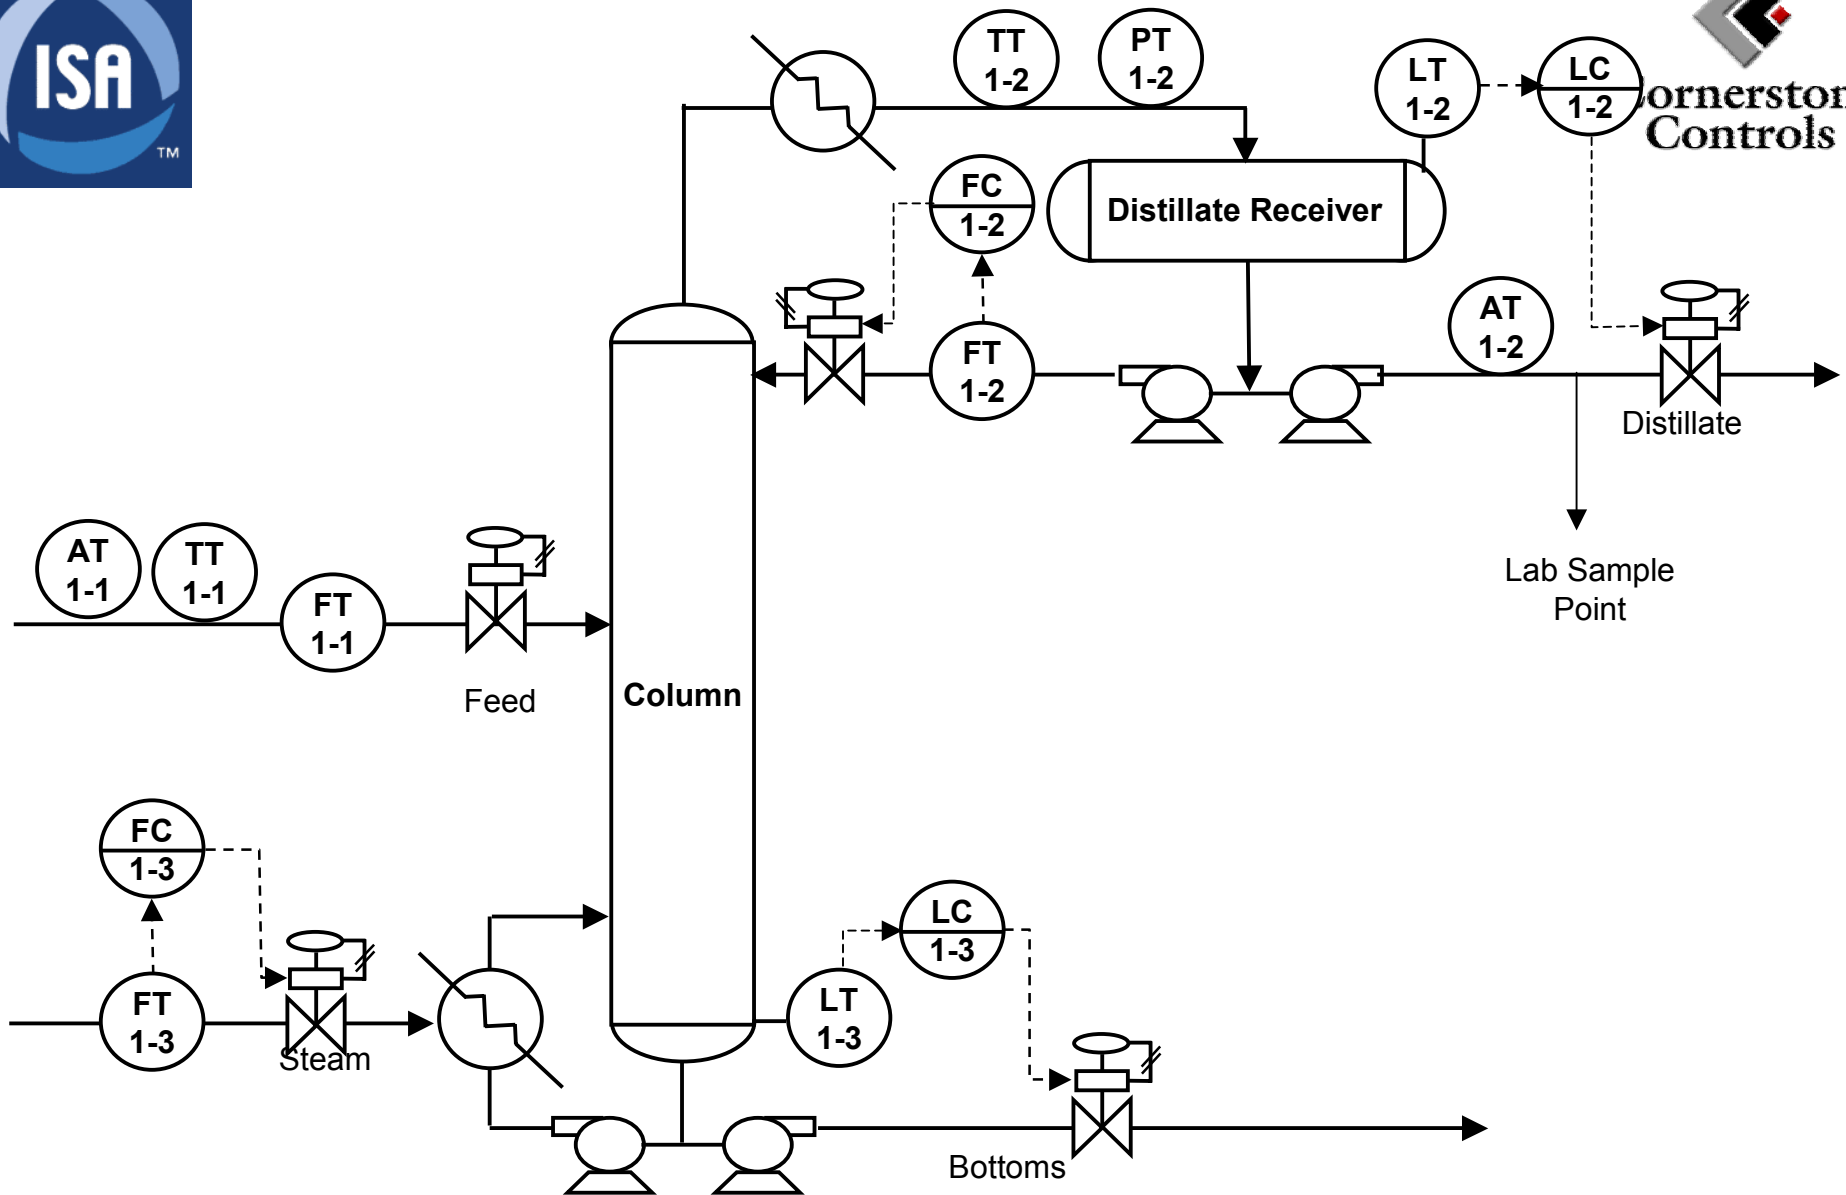 ISA
TM
TT
1-2
PT
1-2
LT
1-2
LC
1-2
ornerston
Controls
FC
1-2
Distillate Receiver
FT
1-2
AT
1-2
Distillate
Lab Sample
Point
AT
1-1
TT
1-1
FT
1-1
Feed
Column
FC
1-3
FT
1-3
Steam
LC
1-3
LT
1-3
Bottoms